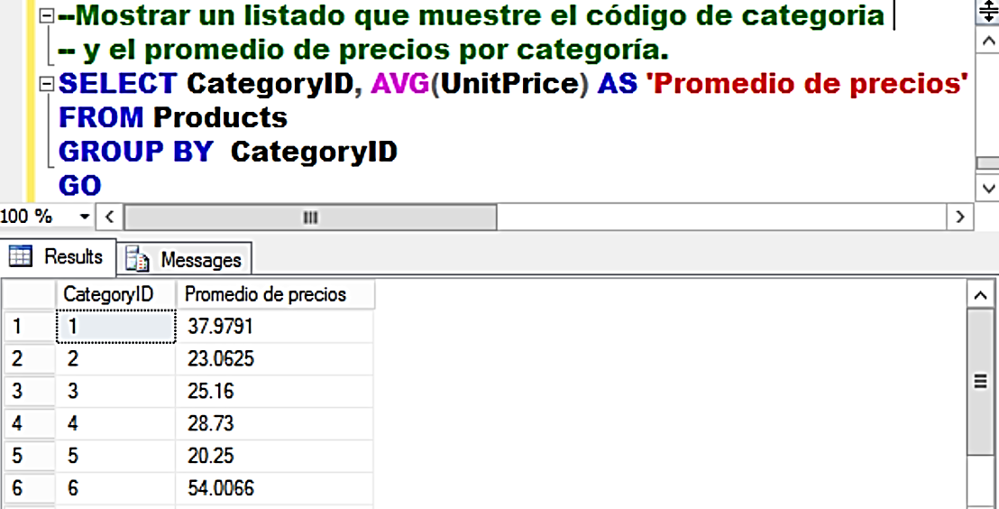 --Mostrar un listado que muestre el código de categoria
-- y el promedio de precios por categoría.
SELECT CategoryID, AVG(UnitPrice) AS 'Promedio de precios'
FROM Products
GROUP BY  CategoryID
GO
100 %
Results Messages
CategoryID Promedio de precios
1 1 37.9791
2 2 23.0625
3 3 25.16
4 4 28.73
5 5 20.25
6 6 54.0066